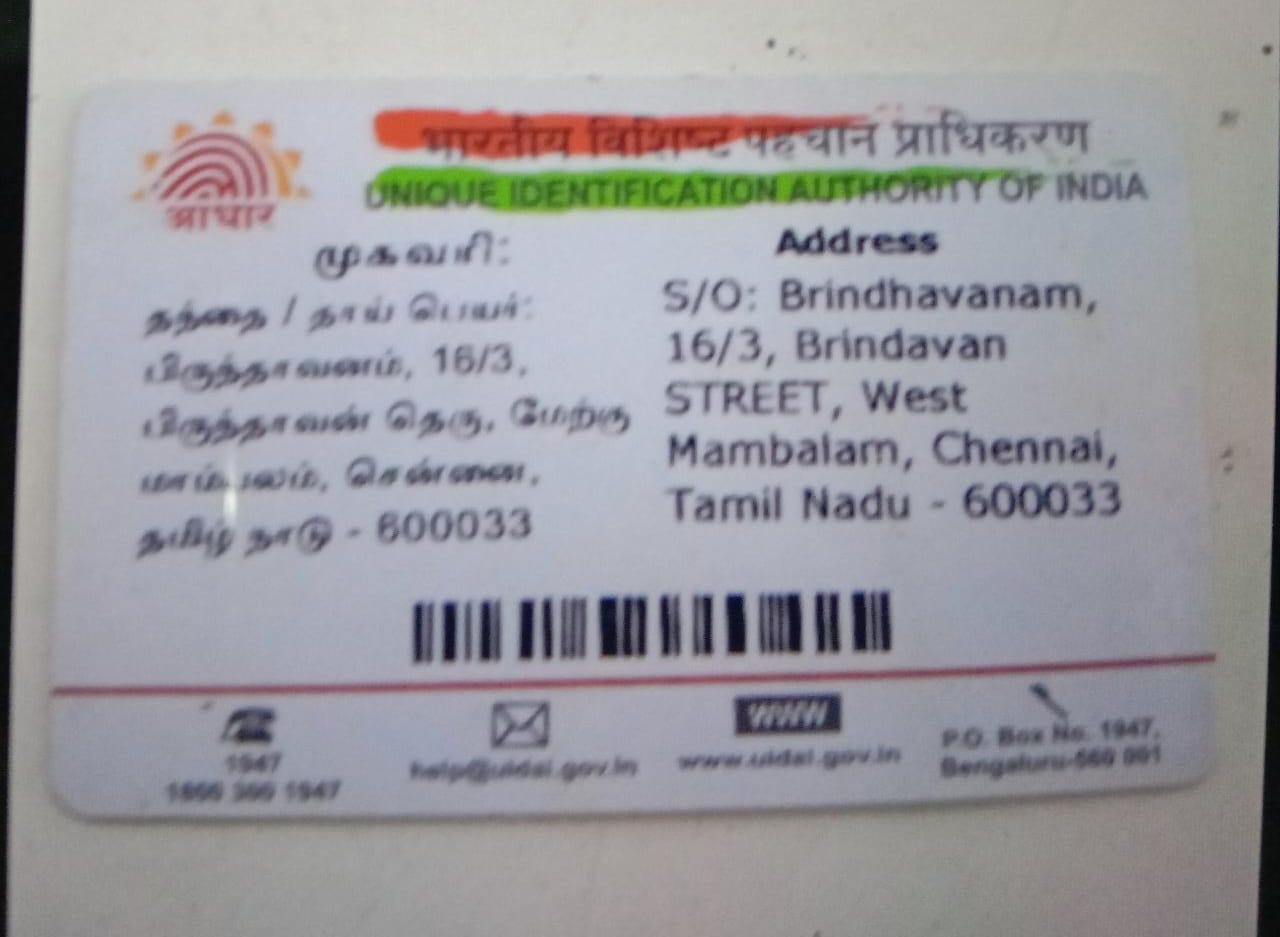 भारतीय विशिष्ट पहचान प्राधिकरण
UNIQUE IDENTIFICATION AUTHORITY OF INDIA
आधार
முகவரி:
தந்தை / தாய் பெயர்:
பிருந்தாவனம், 16/3,
பிருந்தாவன் தெரு, மேற்கு
மாம்பலம், சென்னை,
தமிழ் நாடு - 600033
Address
S/O: Brindhavanam,
16/3, Brindavan
STREET, West
Mambalam, Chennai,
Tamil Nadu - 600033
1947
1800 300 1947
help@uidai.gov.in
WWW
www.uidai.gov.in
P.O. Box No. 1947,
Bengaluru-560 001